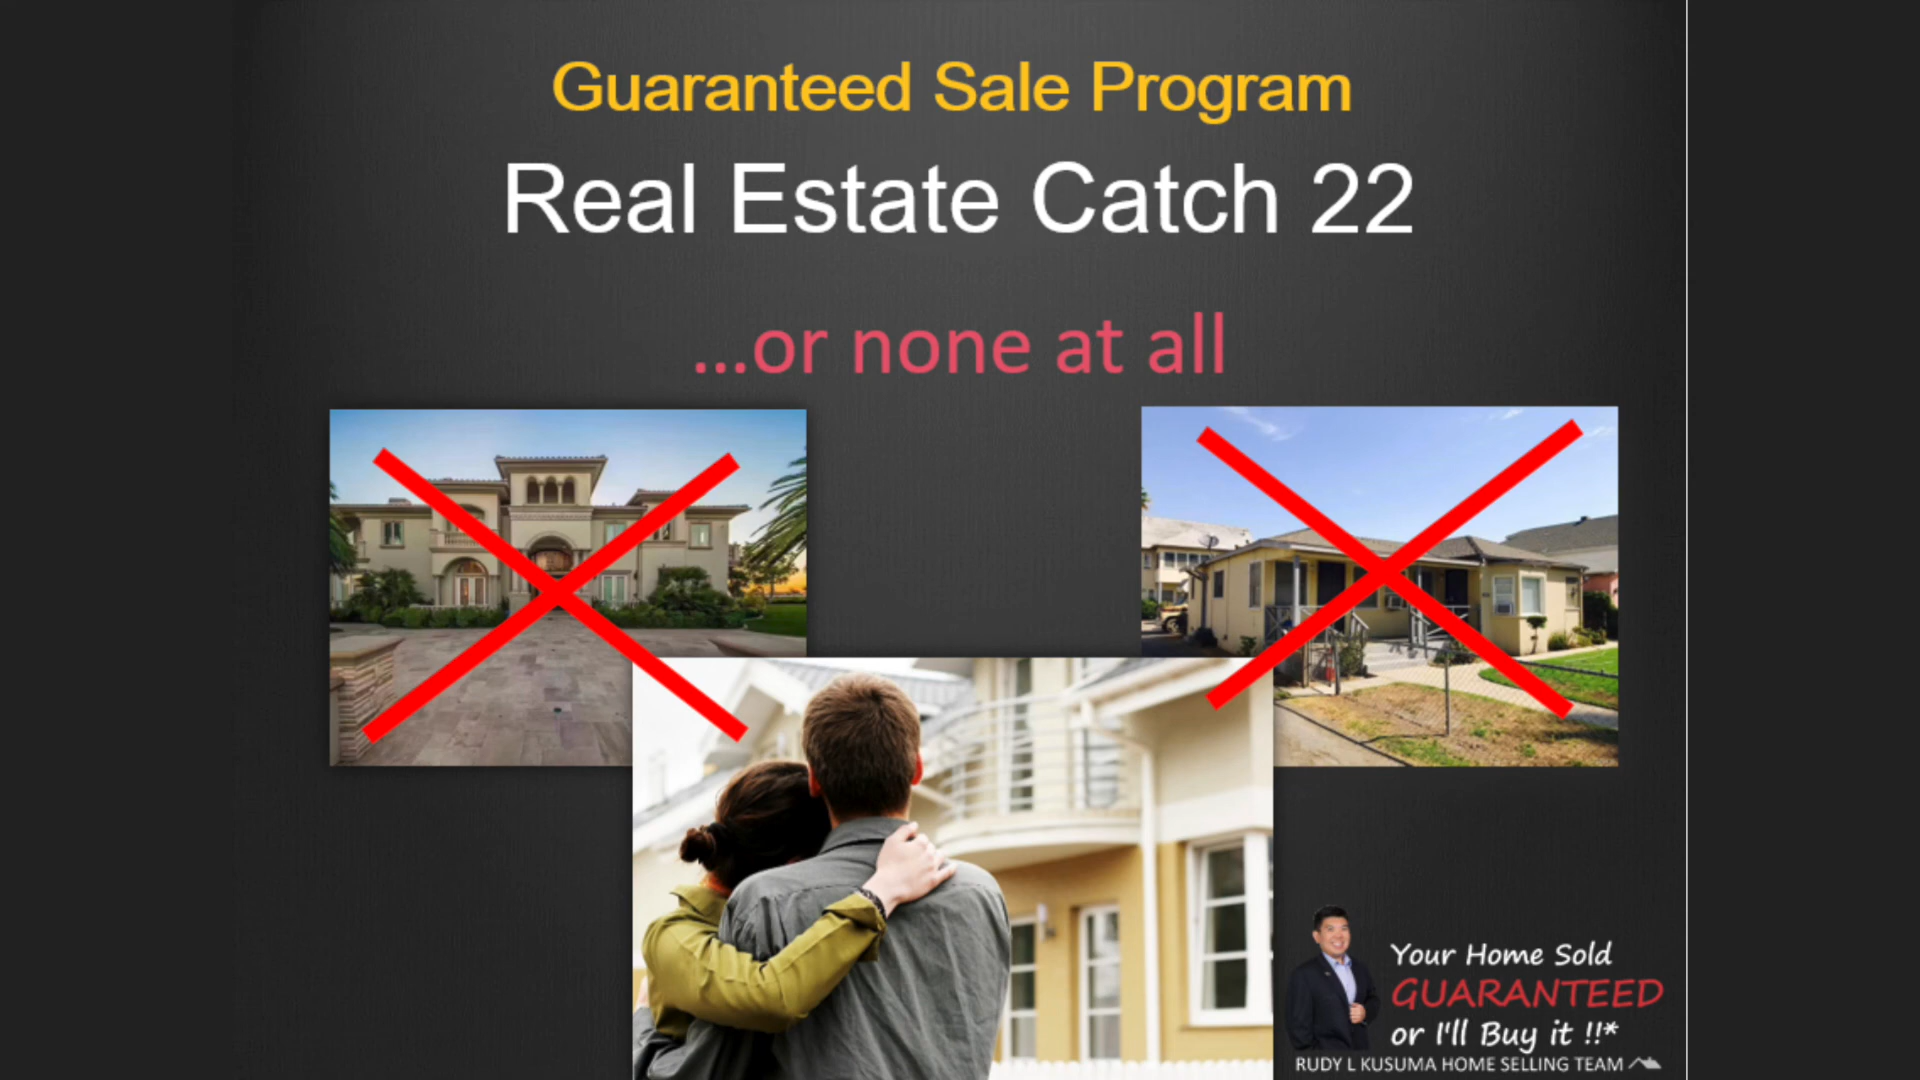 Guaranteed Sale Program
Real Estate Catch 22
...or none at all
Your Home Sold
GUARANTEED
or I'll Buy it !!*
RUDY L KUSUMA HOME SELLING TEAM